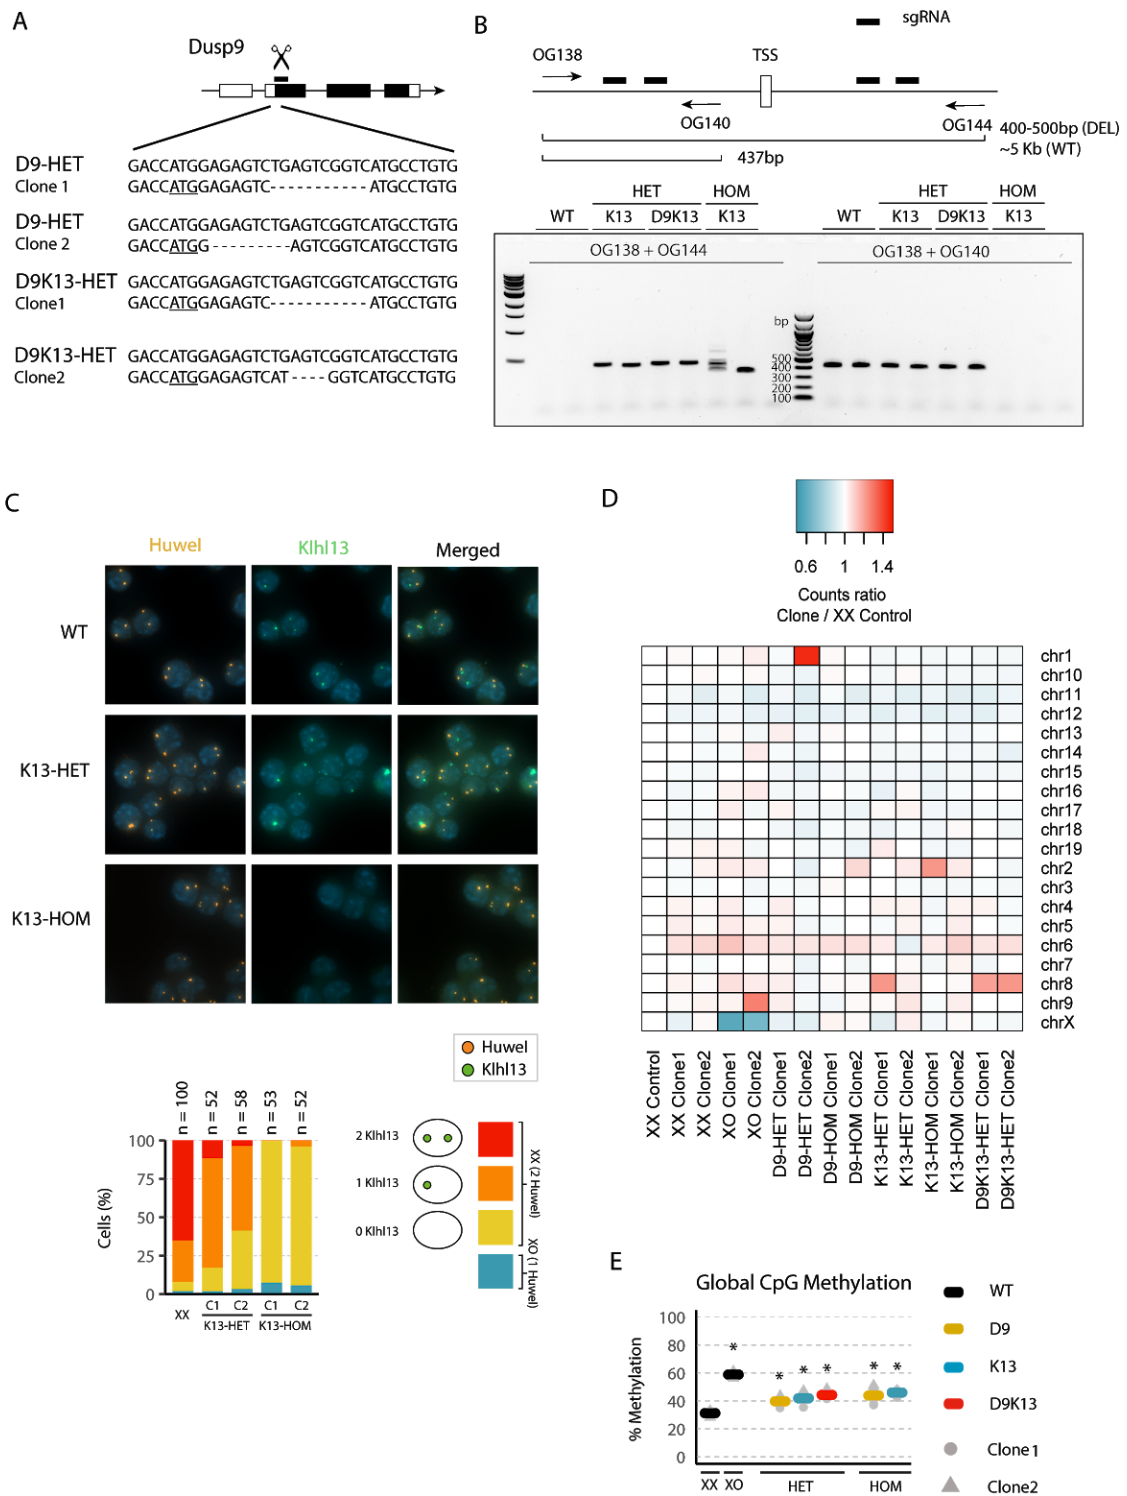 A
Dusp9
D9-HET GACCATGGAGAGTCTGAGTCGGTCATGCCTGTG
Clone 1 GACCATGGAGAGTC----------ATGCCTGTG
D9-HET GACCATGGAGAGTCTGAGTCGGTCATGCCTGTG
Clone 2 GACCATGG--------AGTCGGTCATGCCTGTG
D9K13-HET GACCATGGAGAGTCTGAGTCGGTCATGCCTGTG
Clone1 GACCATGGAGAGTC----------ATGCCTGTG
D9K13-HET GACCATGGAGAGTCTGAGTCGGTCATGCCTGTG
Clone2 GACCATGGAGAGTCAT----GGTCATGCCTGTG
B
sgRNA
OG138
TSS
OG140
OG144
400-500bp (DEL)
~5 Kb (WT)
437bp
HET HOM HET HOM
WT K13 D9K13 K13 WT K13 D9K13 K13
OG138 + OG144
OG138 + OG140
bp
500
400
300
200
100
C
Huwel Klhl13 Merged
WT
K13-HET
K13-HOM
Huwel
Klhl13
n = 100
n = 52
n = 58
n = 53
n = 52
Cells (%)
100
75
50
25
0
XX
C1 C2 C1 C2
K13-HET K13-HOM
2 Klhl13
1 Klhl13
0 Klhl13
XX (2 Huwel)
XO (1 Huwel)
D
0.6 1 1.4
Counts ratio
Clone / XX Control
chr1
chr10
chr11
chr12
chr13
chr14
chr15
chr16
chr17
chr18
chr19
chr2
chr3
chr4
chr5
chr6
chr7
chr8
chr9
chrX
XX Control
XX Clone1
XX Clone2
XO Clone1
XO Clone2
D9-HET Clone1
D9-HET Clone2
D9-HOM Clone1
D9-HOM Clone2
K13-HET Clone1
K13-HET Clone2
K13-HOM Clone1
K13-HOM Clone2
D9K13-HET Clone1
D9K13-HET Clone2
E
Global CpG Methylation
% Methylation
100
80
60
40
20
0
* * * * * *
XX XO HET HOM
WT
D9
K13
D9K13
Clone1
Clone2